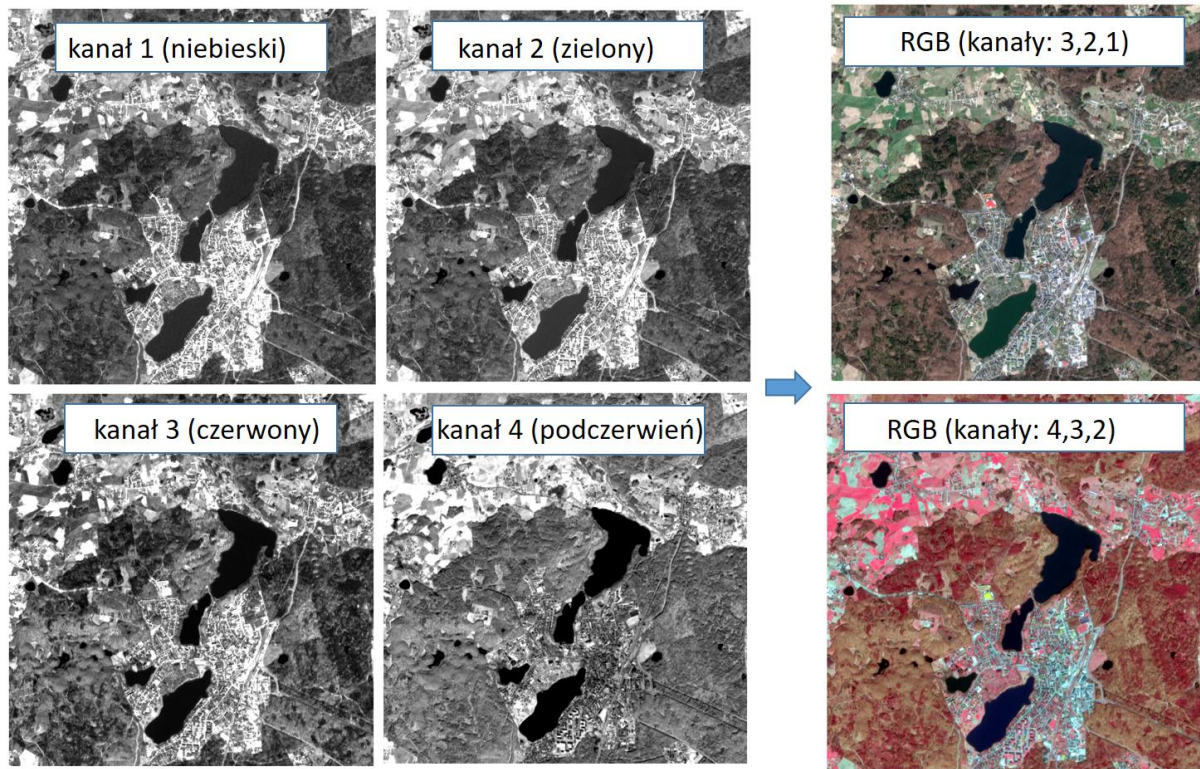 kanał 1 (niebieski)
kanał 2 (zielony)
RGB (kanały: 3,2,1)
kanał 3 (czerwony)
kanał 4 (podczerwień)
RGB (kanały: 4,3,2)